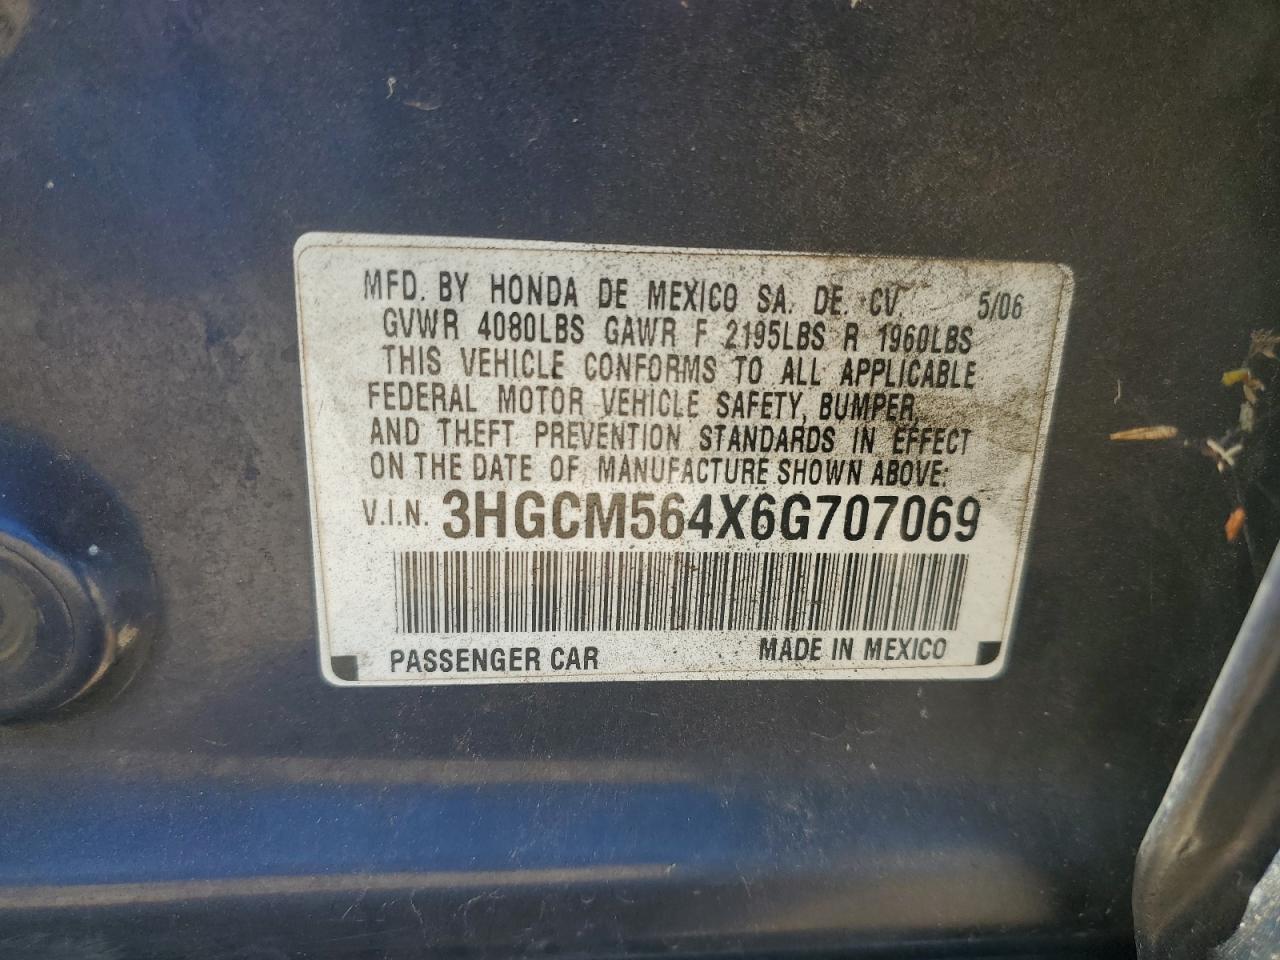 MFD. BY HONDA DE MEXICO SA. DE. CV. 5/06
GVWR 4080LBS GAWR F 2195LBS R 1960LBS
THIS VEHICLE CONFORMS TO ALL APPLICABLE
FEDERAL MOTOR VEHICLE SAFETY, BUMPER,
AND THEFT PREVENTION STANDARDS IN EFFECT
ON THE DATE OF MANUFACTURE SHOWN ABOVE:
V.I.N. 3HGCM564X6G707069
PASSENGER CAR MADE IN MEXICO